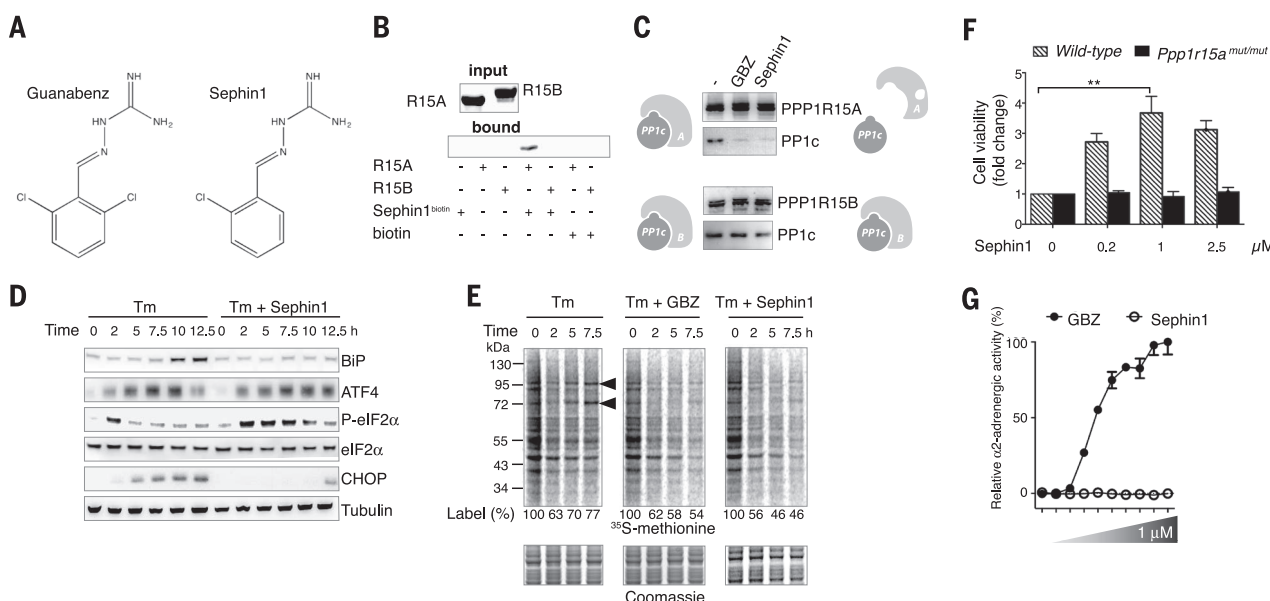 A
Guanabenz
Sephin1
NH
HN
NH2
N
Cl
Cl
NH
HN
NH2
N
Cl
B
input
R15A
R15B
bound
R15A - + - + - + -
R15B - - + - + - +
Sephin1biotin + - - + + - -
biotin - - - - - + +
C
- GBZ Sephin1
PPP1R15A
PP1c
PPP1R15B
PP1c
PP1c A
A
PP1c
PP1c B
PP1c B
D
Tm Tm + Sephin1
Time 0 2 5 7.5 10 12.5 0 2 5 7.5 10 12.5 h
BiP
ATF4
P-eIF2α
eIF2α
CHOP
Tubulin
E
Tm Tm + GBZ Tm + Sephin1
Time 0 2 5 7.5 0 2 5 7.5 0 2 5 7.5 h
kDa
130
95
72
55
43
34
Label (%) 100 63 70 77 100 62 58 54 100 56 46 46
35S-methionine
Coomassie
F
Wild-type Ppp1r15a mut/mut
Cell viability
(fold change)
5
4
3
2
1
0
**
Sephin1 0 0.2 1 2.5 μM
G
GBZ Sephin1
Relative α2-adrenergic activity (%)
100
50
0
1 μM